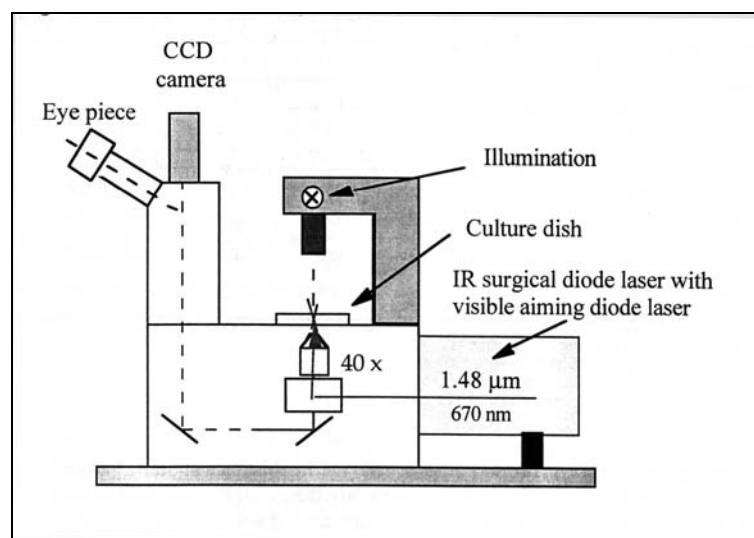 CCD
camera
Eye piece
Illumination
Culture dish
IR surgical diode laser with
visible aiming diode laser
40 x
1.48 µm
670 nm